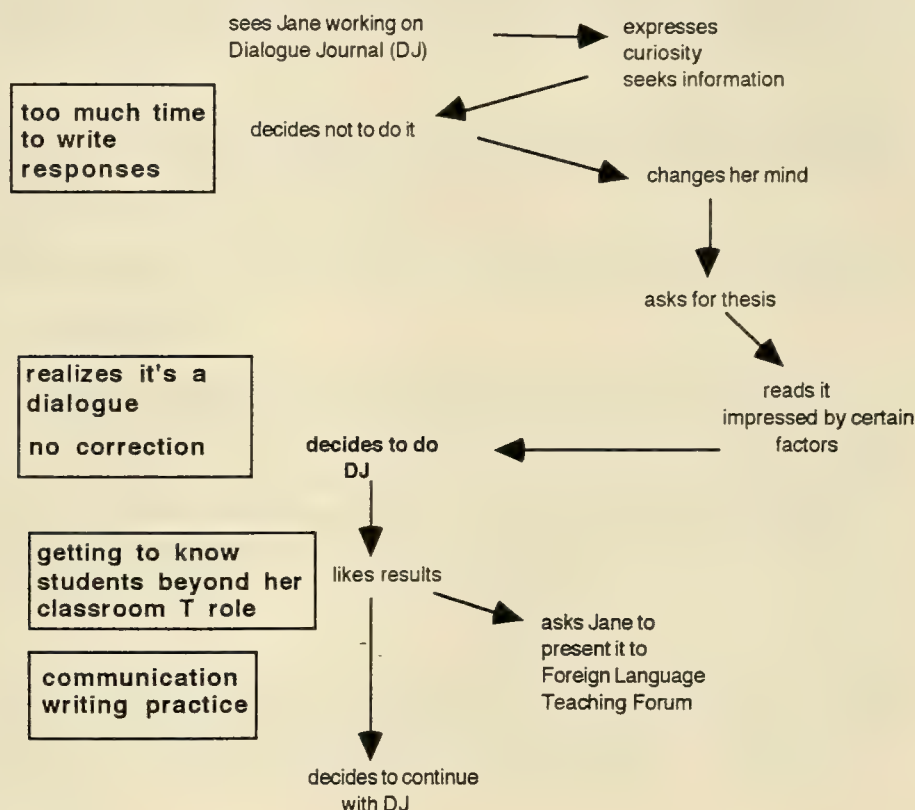 sees Jane working on
Dialogue Journal (DJ)
expresses
curiosity
seeks information
too much time
to write
responses
decides not to do it
changes her mind
asks for thesis
realizes it's a
dialogue
no correction
reads it
impressed by certain
factors
decides to do
DJ
getting to know
students beyond her
classroom T role
likes results
asks Jane to
present it to
Foreign Language
Teaching Forum
communication
writing practice
decides to continue
with DJ